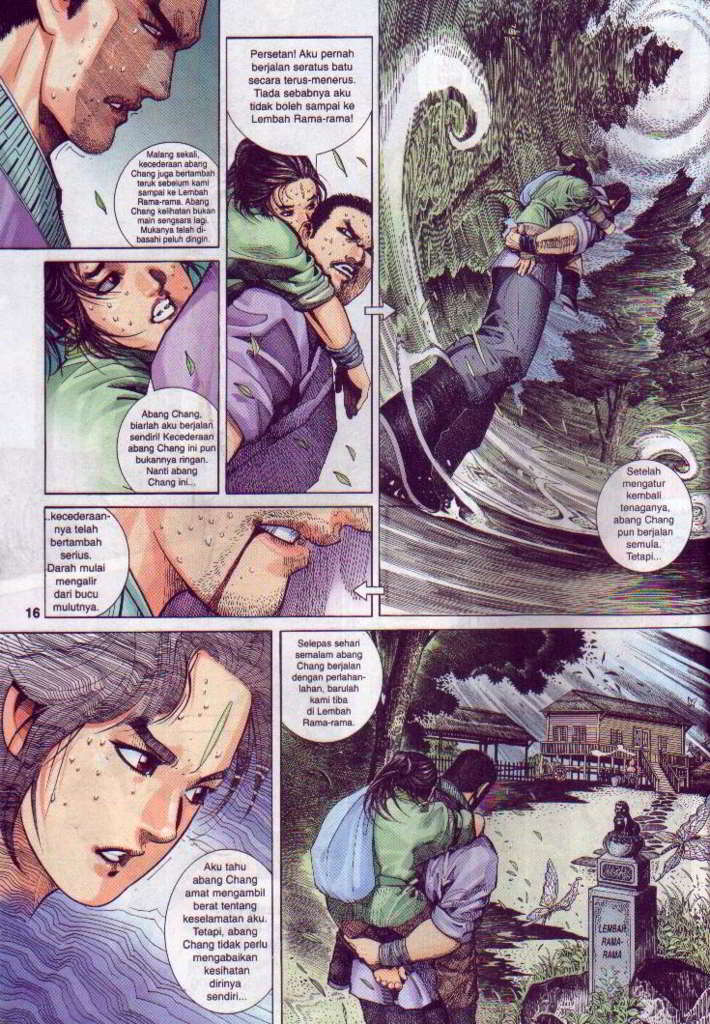 Malang sekali,
kecederaan abang
Chang juga bertambah
teruk sebelum kami
sampai ke Lembah
Rama-rama. Abang
Chang kelihatan bukan
main sengsara lagi.
Mukanya telah di-
basahi peluh dingin.
Persetan! Aku pernah
berjalan seratus batu
secara terus-menerus.
Tiada sebabnya aku
tidak boleh sampai ke
Lembah Rama-rama!
Abang Chang,
biarlah aku berjalan
sendiri! Kecederaan
abang Chang ini pun
bukannya ringan.
Nanti abang
Chang ini...
..kecederaan-
nya telah
bertambah
serius.
Darah mulai
mengalir
dari bucu
mulutnya.
Setelah
mengatur
kembali
tenaganya,
abang Chang
pun berjalan
semula.
Tetapi...
16
Aku tahu
abang Chang
amat mengambil
berat tentang
keselamatan aku.
Tetapi, abang
Chang tidak perlu
mengabaikan
kesihatan
dirinya
sendiri...
Selepas sehari
semalam abang
Chang berjalan
dengan perlahan-
lahan, barulah
kami tiba
di Lembah
Rama-rama.
LEMBAH
RAMA-
RAMA